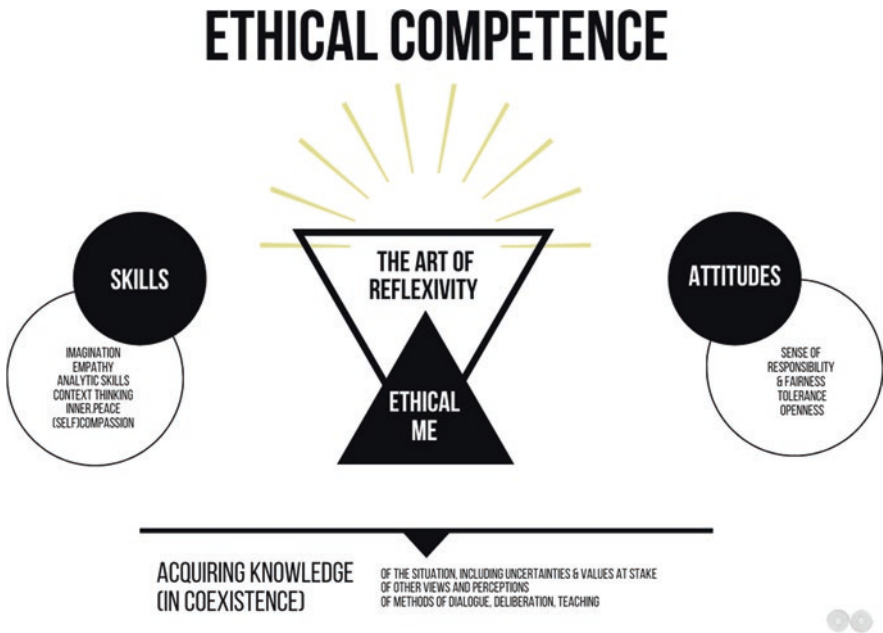 ETHICAL COMPETENCE
SKILLS
IMAGINATION
EMPATHY
ANALYTIC SKILLS
CONTEXT THINKING
INNER.PEACE
(SELF)COMPASSION
THE ART OF
REFLEXIVITY
ETHICAL
ME
ATTITUDES
SENSE OF
RESPONSIBILITY
& FAIRNESS
TOLERANCE
OPENNESS
ACQUIRING KNOWLEDGE
(IN COEXISTENCE)
OF THE SITUATION, INCLUDING UNCERTAINTIES & VALUES AT STAKE
OF OTHER VIEWS AND PERCEPTIONS
OF METHODS OF DIALOGUE, DELIBERATION, TEACHING